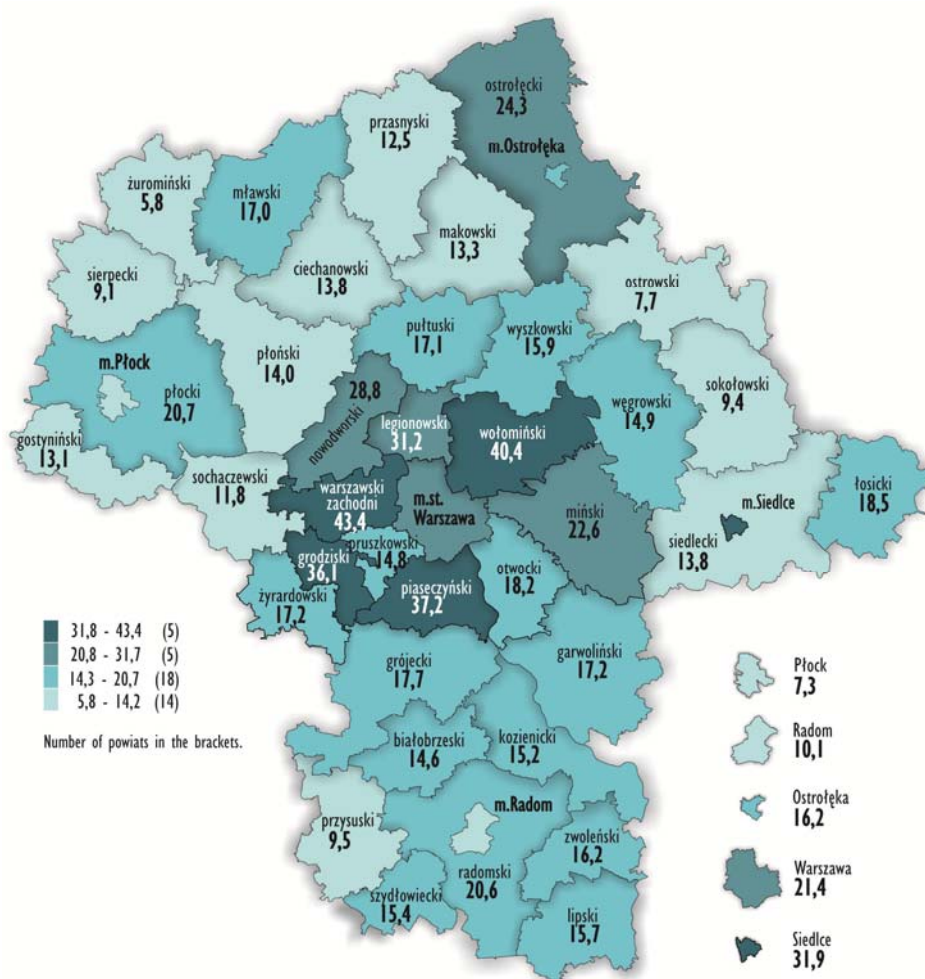 ostrołęcki
24,3
m.Ostrołęka
przasnyski
12,5
żuromiński
5,8
mławski
17,0
makowski
13,3
ciechanowski
13,8
sierpecki
9,1
ostrowski
7,7
pułtuski
17,1
wyszkowski
15,9
płoński
14,0
m.Płock
płocki
20,7
28,8
nowodworski
legionowski
31,2
wołomiński
40,4
węgrowski
14,9
sokołowski
9,4
gostyniński
13,1
sochaczewski
11,8
warszawski
zachodni
43,4
m.st.
Warszawa
miński
22,6
m.Siedlce
siedlecki
13,8
łosicki
18,5
pruszkowski
14,8
grodziski
36,1
otwocki
18,2
piaseczyński
37,2
żyrardowski
17,2
31,8 - 43,4 (5)
20,8 - 31,7 (5)
14,3 - 20,7 (18)
5,8 - 14,2 (14)
Number of powiats in the brackets.
grójecki
17,7
garwoliński
17,2
białobrzeski
14,6
kozienicki
15,2
przysuski
9,5
m.Radom
radomski
20,6
zwoleński
16,2
szydłowiecki
15,4
lipski
15,7
Płock
7,3
Radom
10,1
Ostrołęka
16,2
Warszawa
21,4
Siedlce
31,9